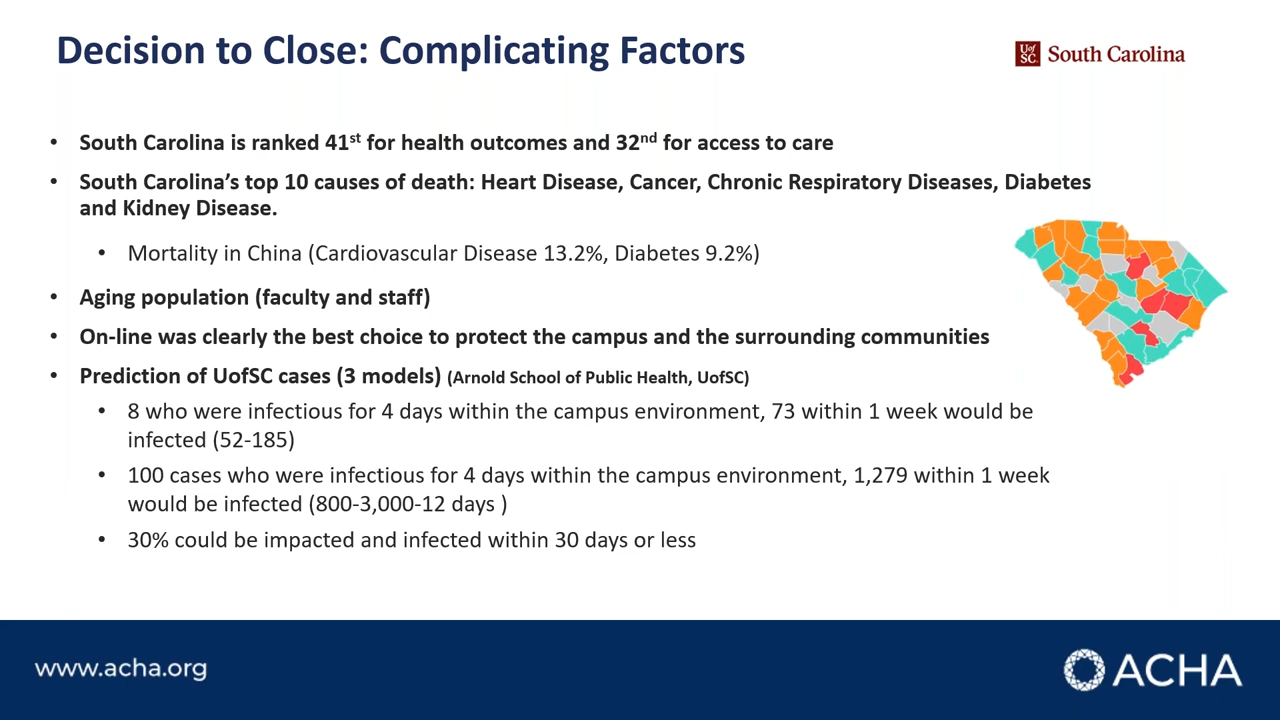 Decision to Close: Complicating Factors
UofSC. South Carolina
• South Carolina is ranked 41st for health outcomes and 32nd for access to care
• South Carolina’s top 10 causes of death: Heart Disease, Cancer, Chronic Respiratory Diseases, Diabetes
and Kidney Disease.
• Mortality in China (Cardiovascular Disease 13.2%, Diabetes 9.2%)
• Aging population (faculty and staff)
• On-line was clearly the best choice to protect the campus and the surrounding communities
• Prediction of UofSC cases (3 models) (Arnold School of Public Health, UofSC)
• 8 who were infectious for 4 days within the campus environment, 73 within 1 week would be
infected (52-185)
• 100 cases who were infectious for 4 days within the campus environment, 1,279 within 1 week
would be infected (800-3,000-12 days )
• 30% could be impacted and infected within 30 days or less
www.acha.org
ACHA